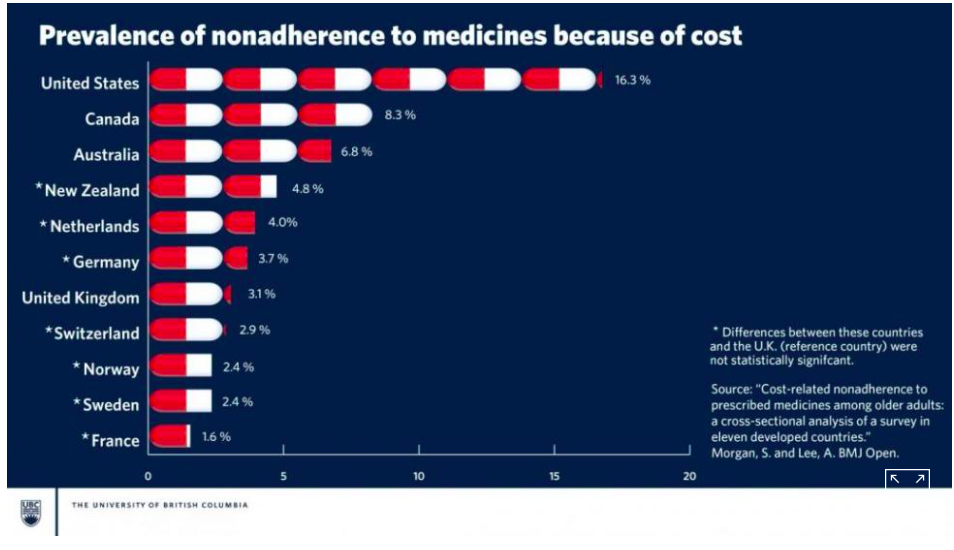 Prevalence of nonadherence to medicines because of cost
United States 16.3 %
Canada 8.3 %
Australia 6.8 %
*New Zealand 4.8 %
* Netherlands 4.0%
* Germany 3.7 %
United Kingdom 3.1 %
*Switzerland 2.9 %
* Norway 2.4 %
* Sweden 2.4 %
* France 1.6 %
0 5 10 15 20
* Differences between these countries
and the U.K. (reference country) were
not statistically signifcant.
Source: "Cost-related nonadherence to
prescribed medicines among older adults:
a cross-sectional analysis of a survey in
eleven developed countries."
Morgan, S. and Lee, A. BMJ Open.
UBC
THE UNIVERSITY OF BRITISH COLUMBIA